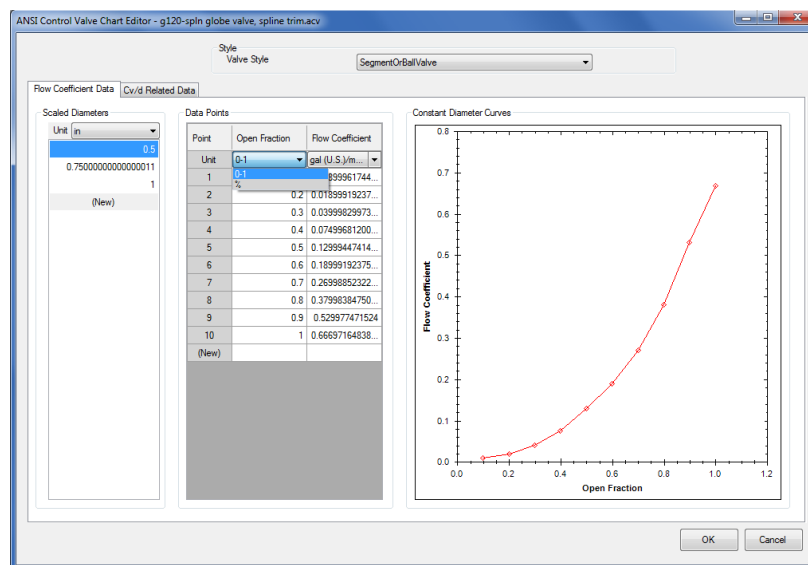 ANSI Control Valve Chart Editor - g120-spln globe valve, spline trim.acv
Style
Valve Style
SegmentOrBallValve
Flow Coefficient Data
Cv/d Related Data
Scaled Diameters
Unit in
0.5
0.75000000000000011
1
(New)
Data Points
Point Open Fraction Flow Coefficient
Unit 0-1 gal (U.S.)/m...
0-1
%
1 899961744...
2 0.2 0.01899919237...
3 0.3 0.03999829973...
4 0.4 0.07499681200...
5 0.5 0.12999447414...
6 0.6 0.18999192375...
7 0.7 0.26998852322...
8 0.8 0.37998384750...
9 0.9 0.529977471524
10 1 0.66697164838...
(New)
Constant Diameter Curves
0.8
0.7
0.6
0.5
0.4
0.3
0.2
0.1
0.0
Flow Coefficient
0.0 0.2 0.4 0.6 0.8 1.0 1.2
Open Fraction
OK
Cancel